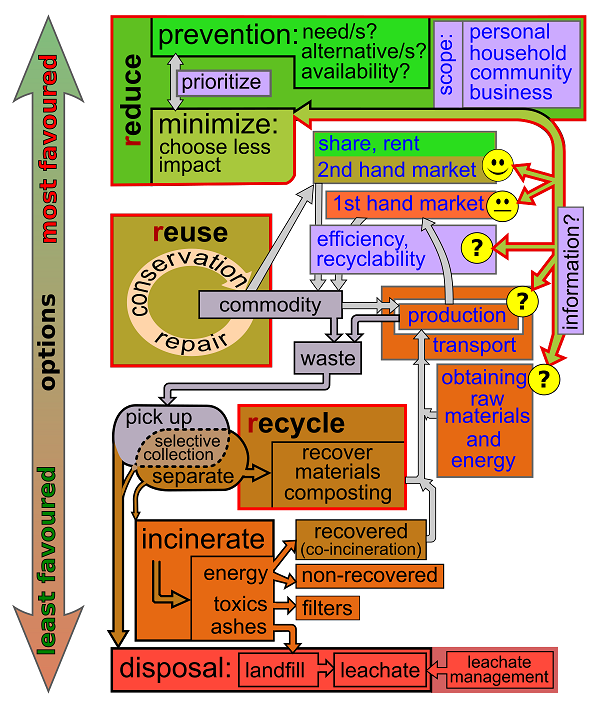 most favoured
options
least favoured
reduce
prevention:
need/s?
alternative/s?
availability?
scope:
personal
household
community
business
prioritize
minimize:
choose less
impact
share, rent
2nd hand market
1st hand market
efficiency,
recyclability
?
information?
reuse
conservation
repair
commodity
production
?
transport
waste
obtaining
?
raw
materials
and
energy
pick up
selective
collection
separate
recycle
recover
materials
composting
incinerate
energy
toxics
ashes
recovered
(co-incineration)
non-recovered
filters
disposal:
landfill
leachate
leachate
management